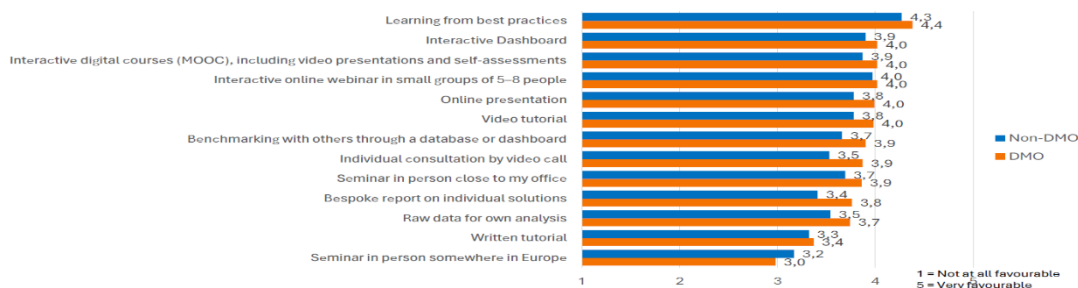 Learning from best practices 4,3
4,4
Interactive Dashboard 3,9
4,0
Interactive digital courses (MOOC), including video presentations and self-assessments 3,9
4,0
Interactive online webinar in small groups of 5–8 people 4,0
4,0
Online presentation 3,8
4,0
Video tutorial 3,8
4,0
Benchmarking with others through a database or dashboard 3,7
3,9
Individual consultation by video call 3,5
3,9
Seminar in person close to my office 3,7
3,9
Bespoke report on individual solutions 3,4
3,8
Raw data for own analysis 3,5
3,7
Written tutorial 3,3
3,4
Seminar in person somewhere in Europe 3,2
3,0
Non-DMO
DMO
1 2 3 4 5
1 = Not at all favourable
5 = Very favourable